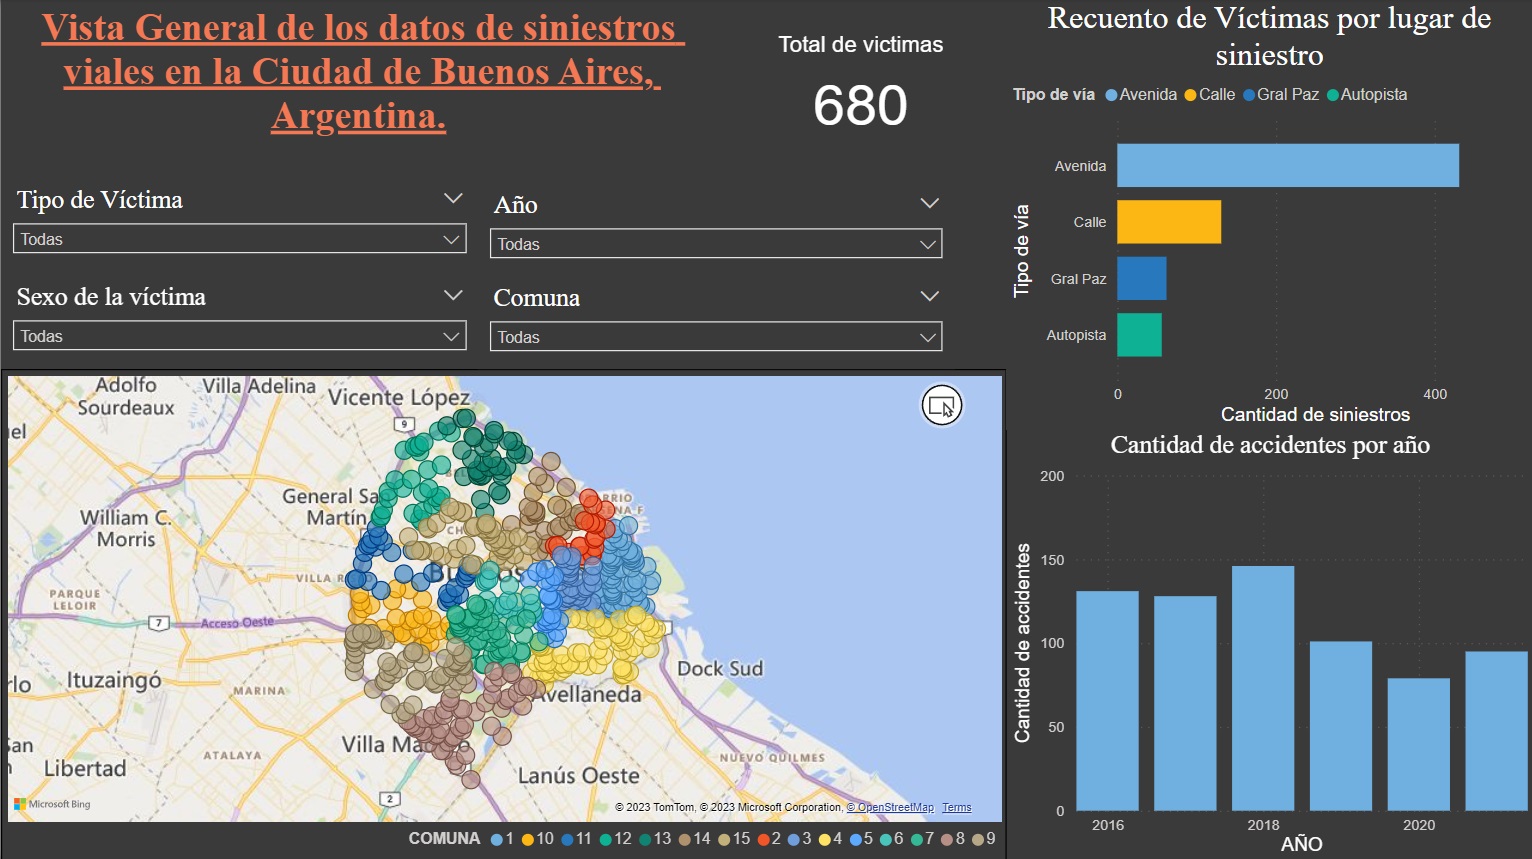 Vista General de los datos de siniestros
viales en la Ciudad de Buenos Aires,
Argentina.
Total de victimas
680
Tipo de Víctima
Todas
Año
Todas
Sexo de la víctima
Todas
Comuna
Todas
Recuento de Víctimas por lugar de
siniestro
Tipo de vía Avenida Calle Gral Paz Autopista
Tipo de vía
Avenida
Calle
Gral Paz
Autopista
0 200 400
Cantidad de siniestros
Adolfo
Sourdeaux
Villa Adelina
Vicente López
9
General Sa
Martín
William C.
Morris
VILLA R
PARQUE
LELOIR
7
Acceso Oeste
Ituzaingó
MARINA
Dock Sud
Avellaneda
ATALAYA
Villa Ma
Libertad
Lanús Oeste
NUEVO QUILMES
2
Microsoft Bing
© 2023 TomTom, © 2023 Microsoft Corporation, © OpenStreetMap Terms
COMUNA 1 10 11 12 13 14 15 2 3 4 5 6 7 8 9
Cantidad de accidentes por año
Cantidad de accidentes
200
150
100
50
0
2016 2018 2020
AÑO